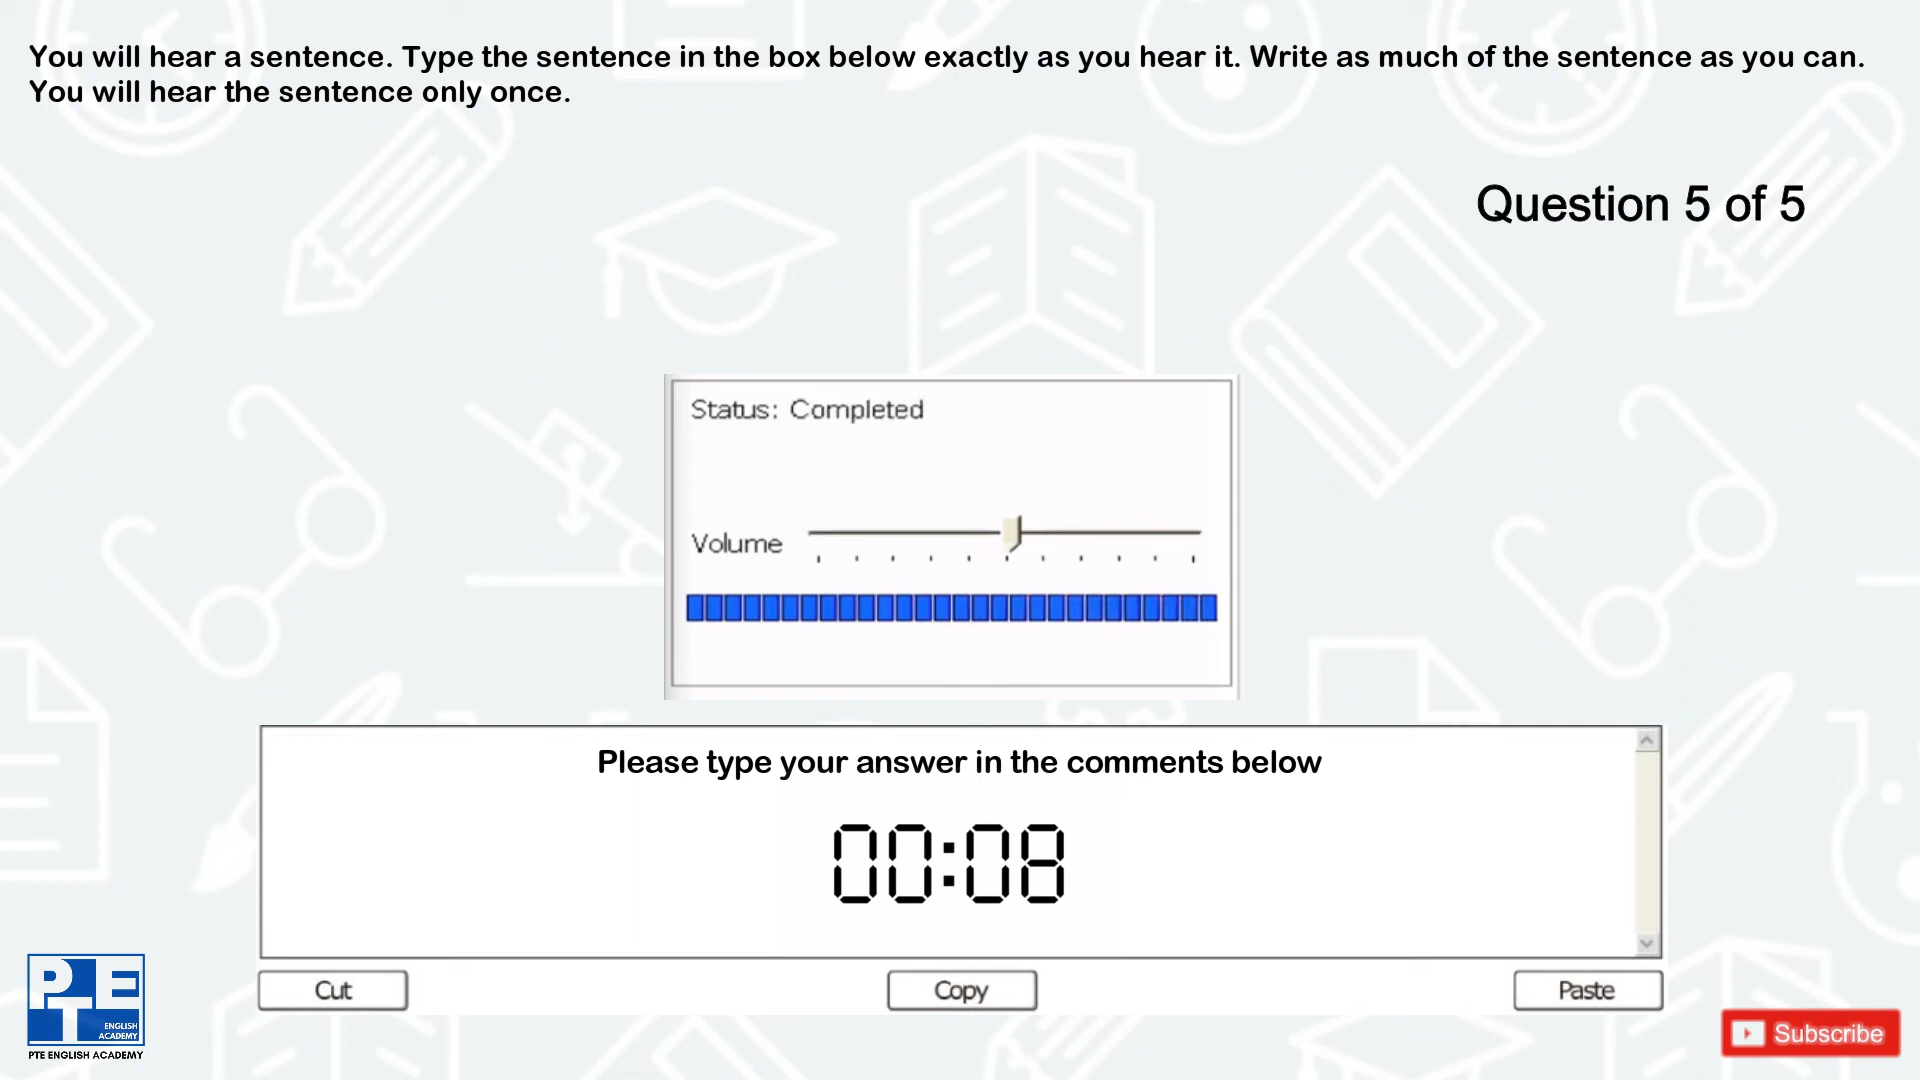 You will hear a sentence. Type the sentence in the box below exactly as you hear it. Write as much of the sentence as you can.
You will hear the sentence only once.
Question 5 of 5
Status: Completed
Volume
Please type your answer in the comments below
00:08
Cut
Copy
Paste
PTE
ENGLISH
ACADEMY
PTE ENGLISH ACADEMY
Subscribe